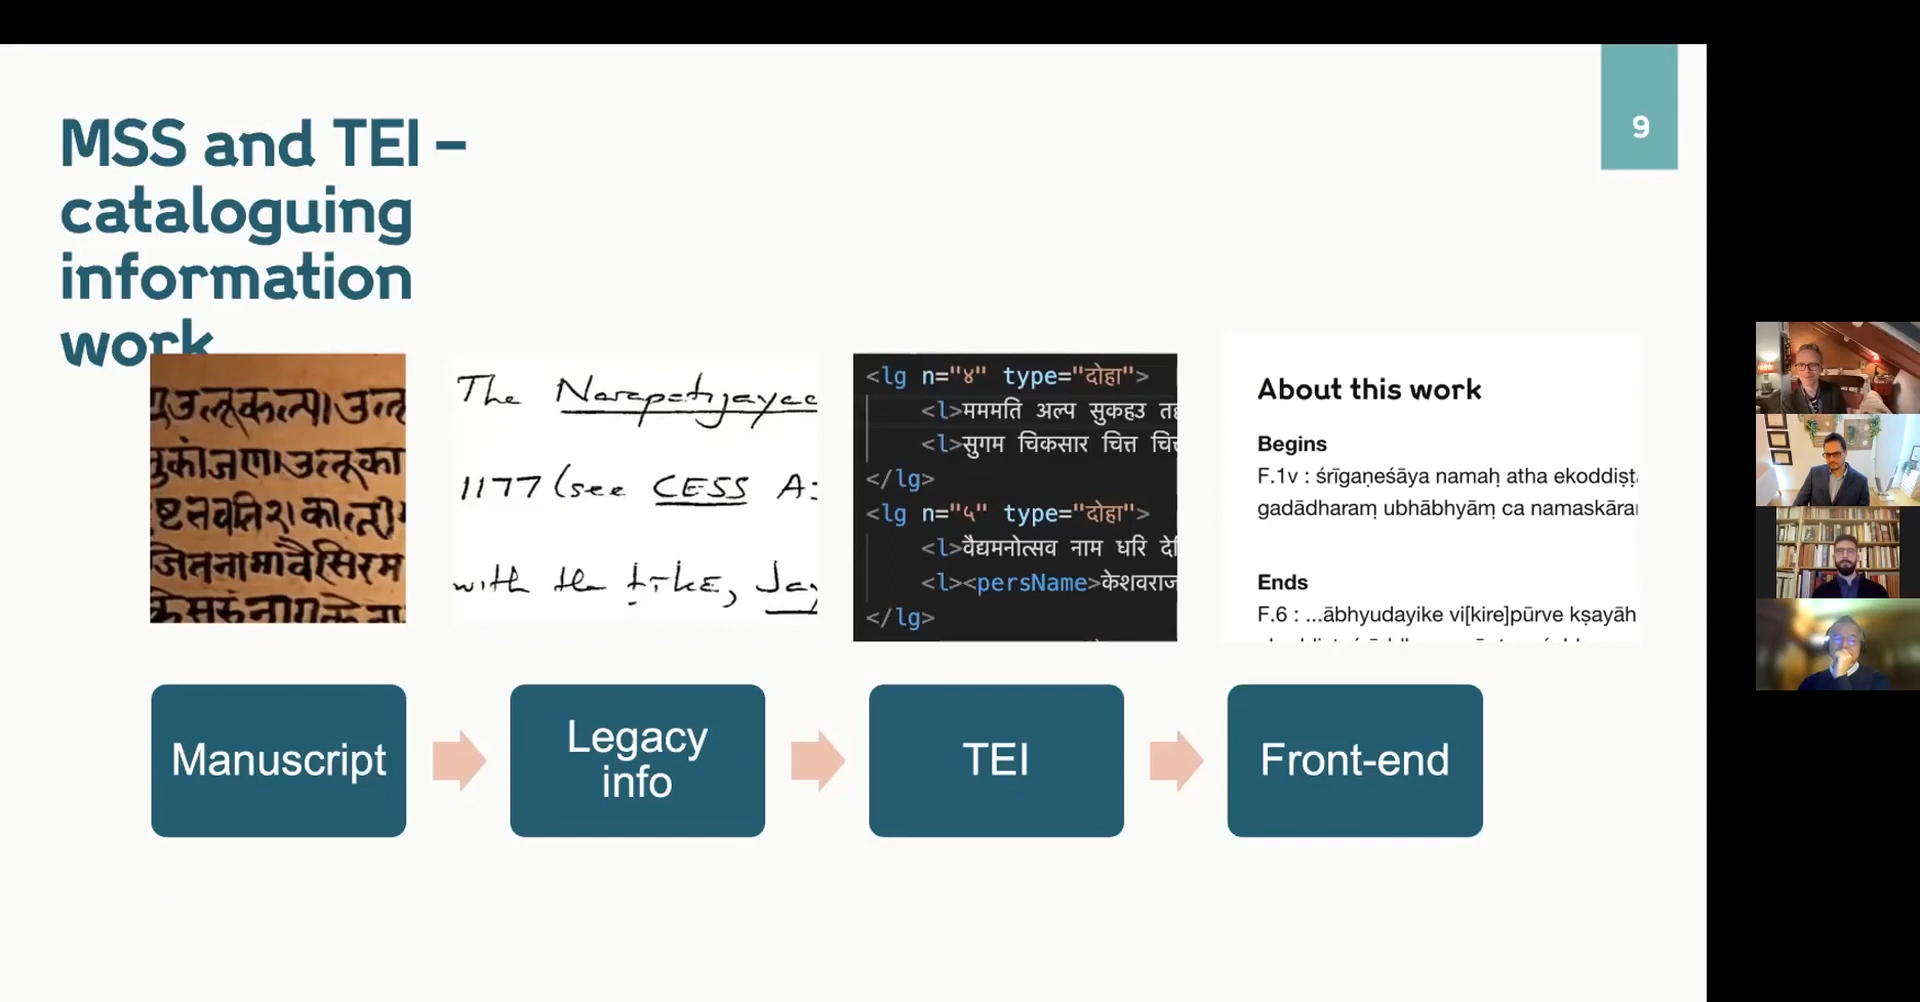 9
MSS and TEI –
cataloguing
information
work
The Narapatijayac
1177 (see CESS A:
with the ṭīkā, Jay
<lg n="४" type="दोहा">
<l>मममति अल्प सुकहउ
<l>सुगम चिकसार चित्त
</lg>
<lg n="५" type="दोहा">
<l>वैद्यमनोत्सव नाम धरि
<l><persName>केशवराज
</lg>
About this work
Begins
F.1v : śrīgaṇeśāya namaḥ atha ekoddiṣṭ
gadādharaṃ ubhābhyāṃ ca namaskāra
Ends
F.6 : ...ābhyudayike vi[kire]pūrve kṣayāh
Manuscript
Legacy
info
TEI
Front-end